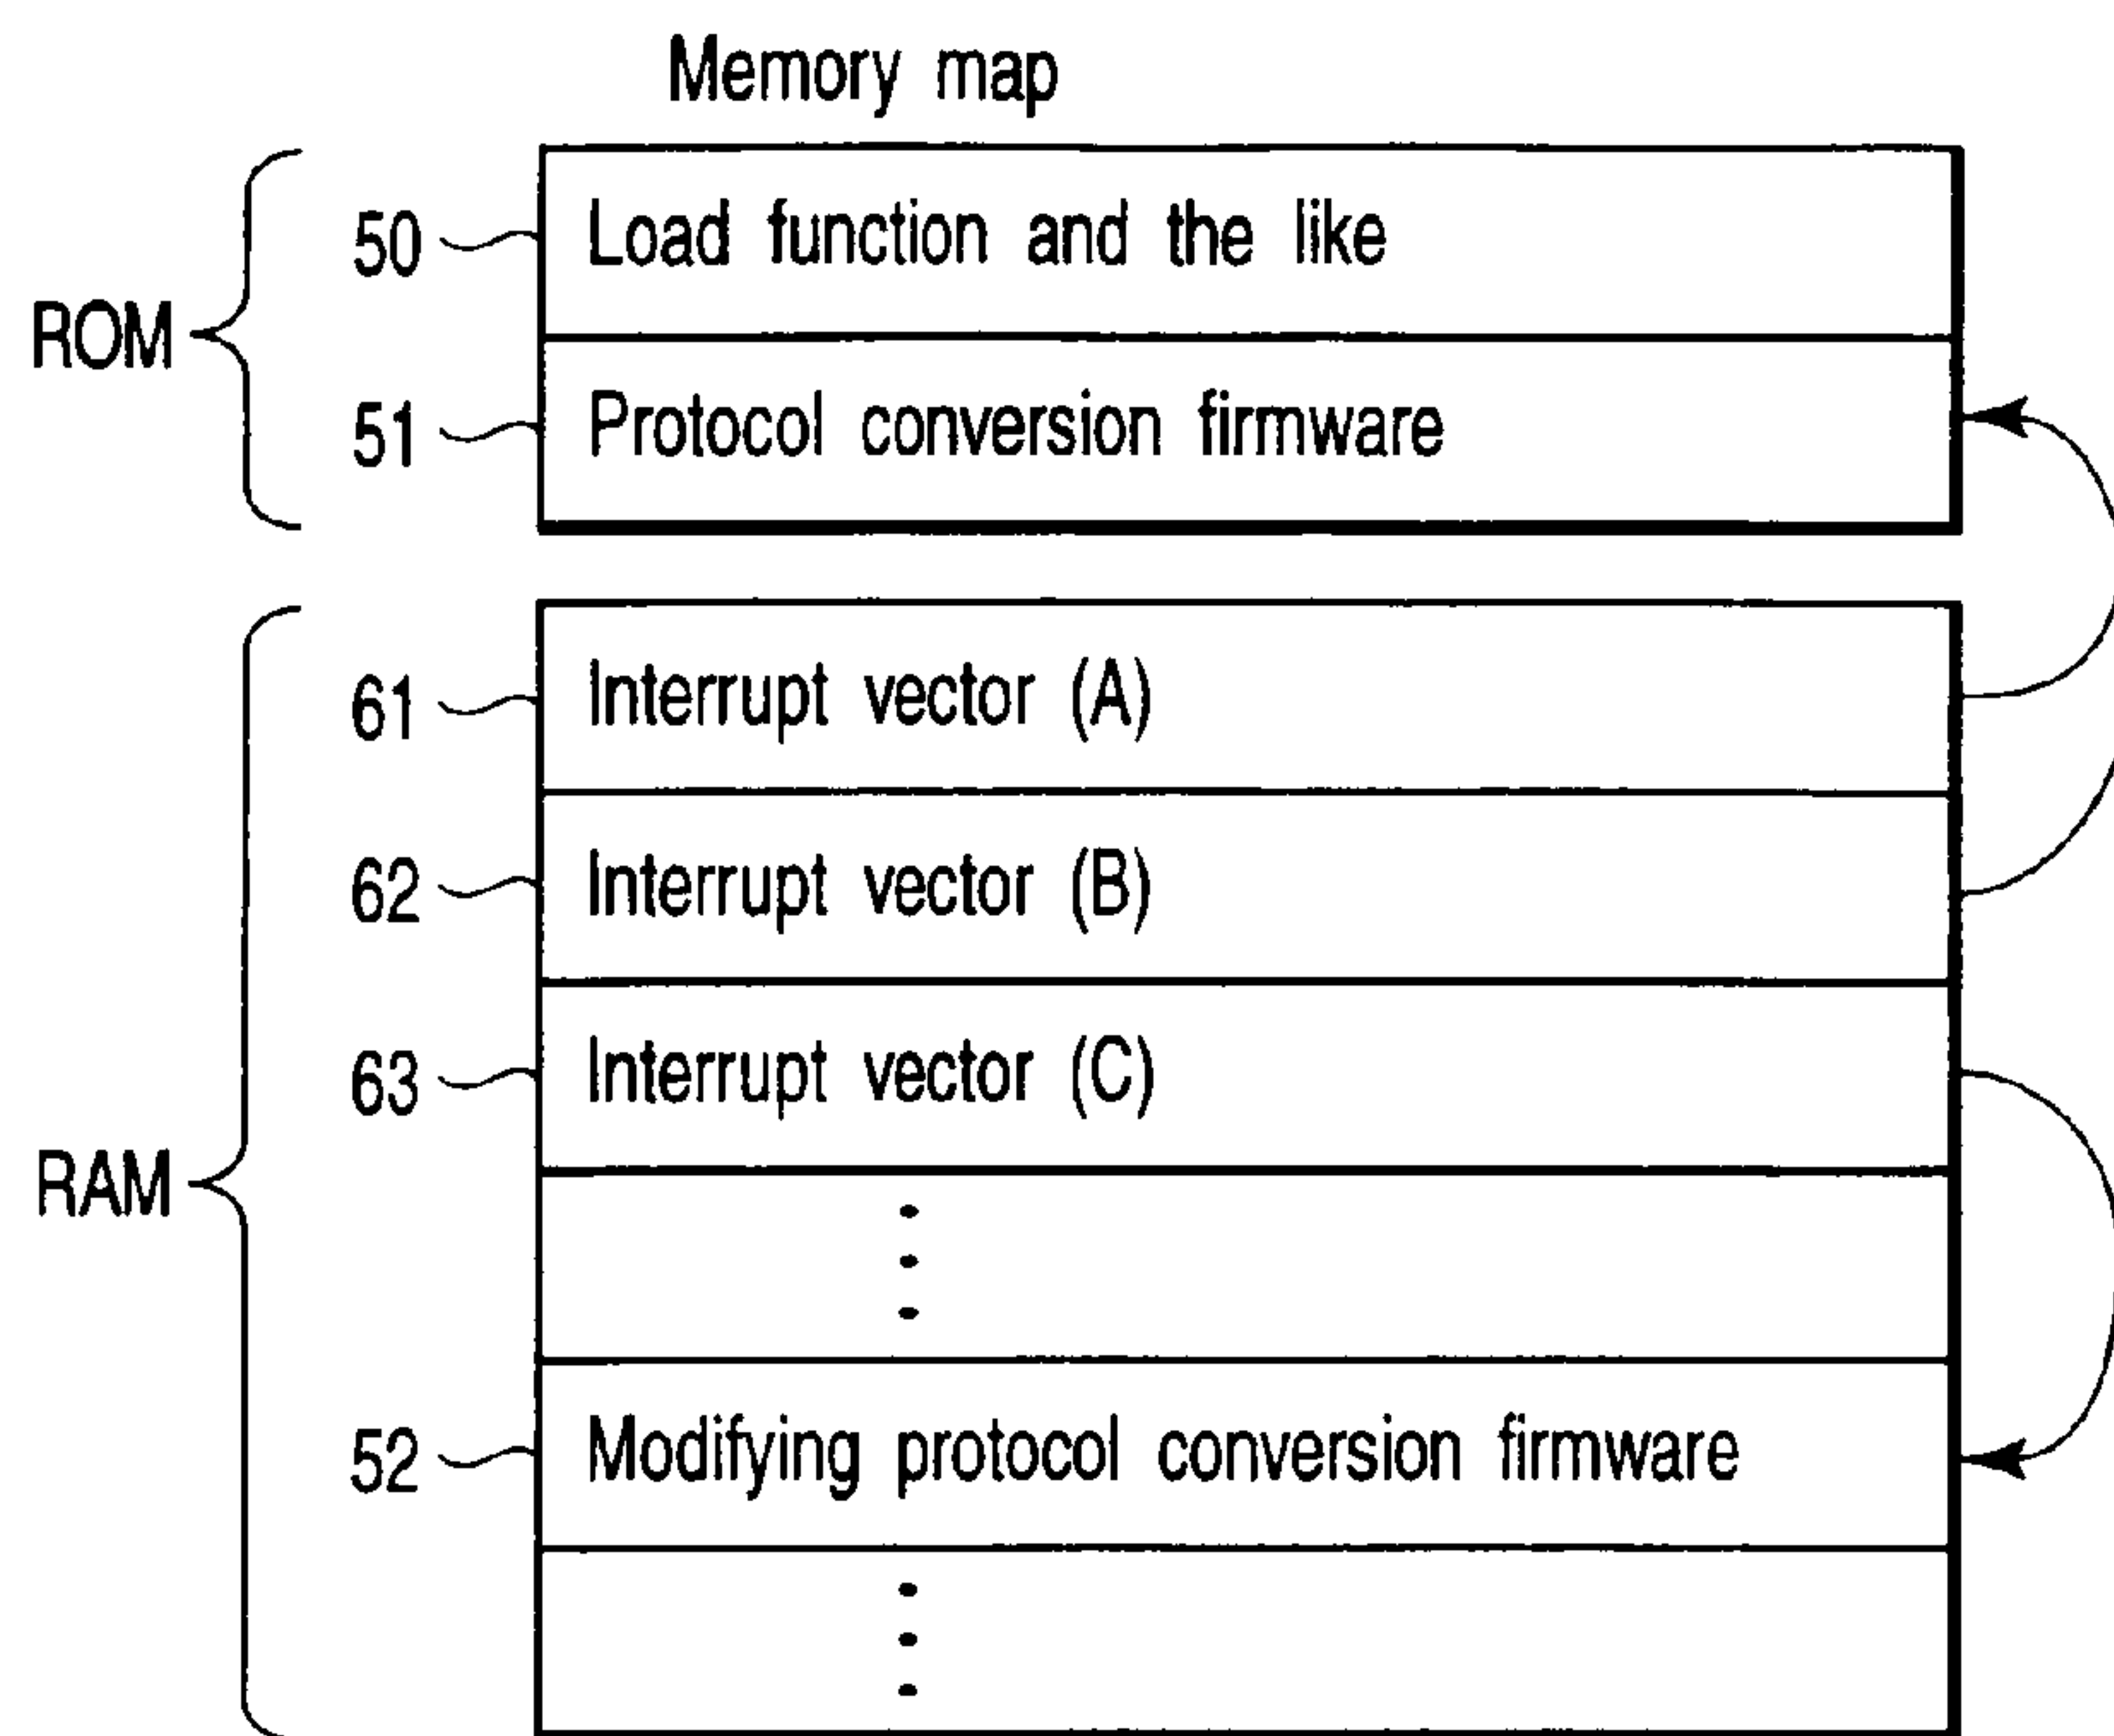 Memory map
ROM
50 Load function and the like
51 Protocol conversion firmware
RAM
61 Interrupt vector (A)
62 Interrupt vector (B)
63 Interrupt vector (C)
52 Modifying protocol conversion firmware